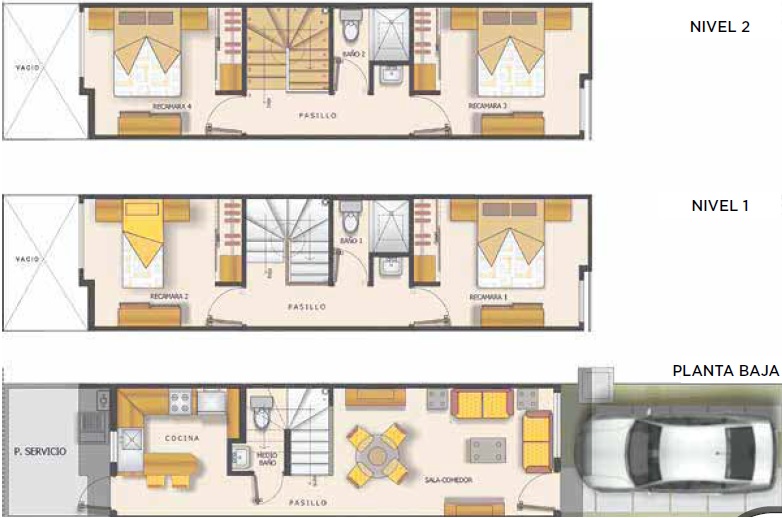 NIVEL 2
VACIO
BAÑO 2
RECAMARA 4
RECAMARA 3
PASILLO
NIVEL 1
VACIO
BAÑO 1
RECAMARA 2
RECAMARA 1
PASILLO
PLANTA BAJA
COCINA
P. SERVICIO
MEDIO
BAÑO
SALA-COMEDOR
PASILLO